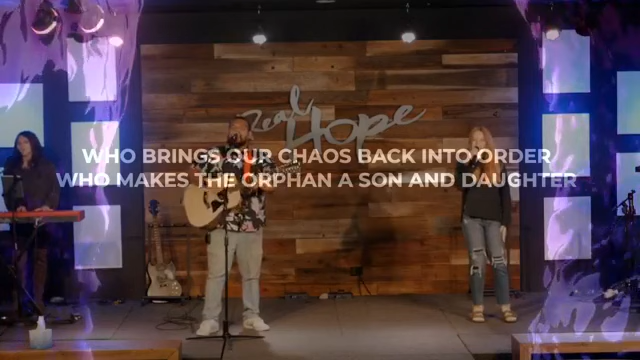 Real
Hope
WHO BRINGS OUR CHAOS BACK INTO ORDER
WHO MAKES THE ORPHAN A SON AND DAUGHTER